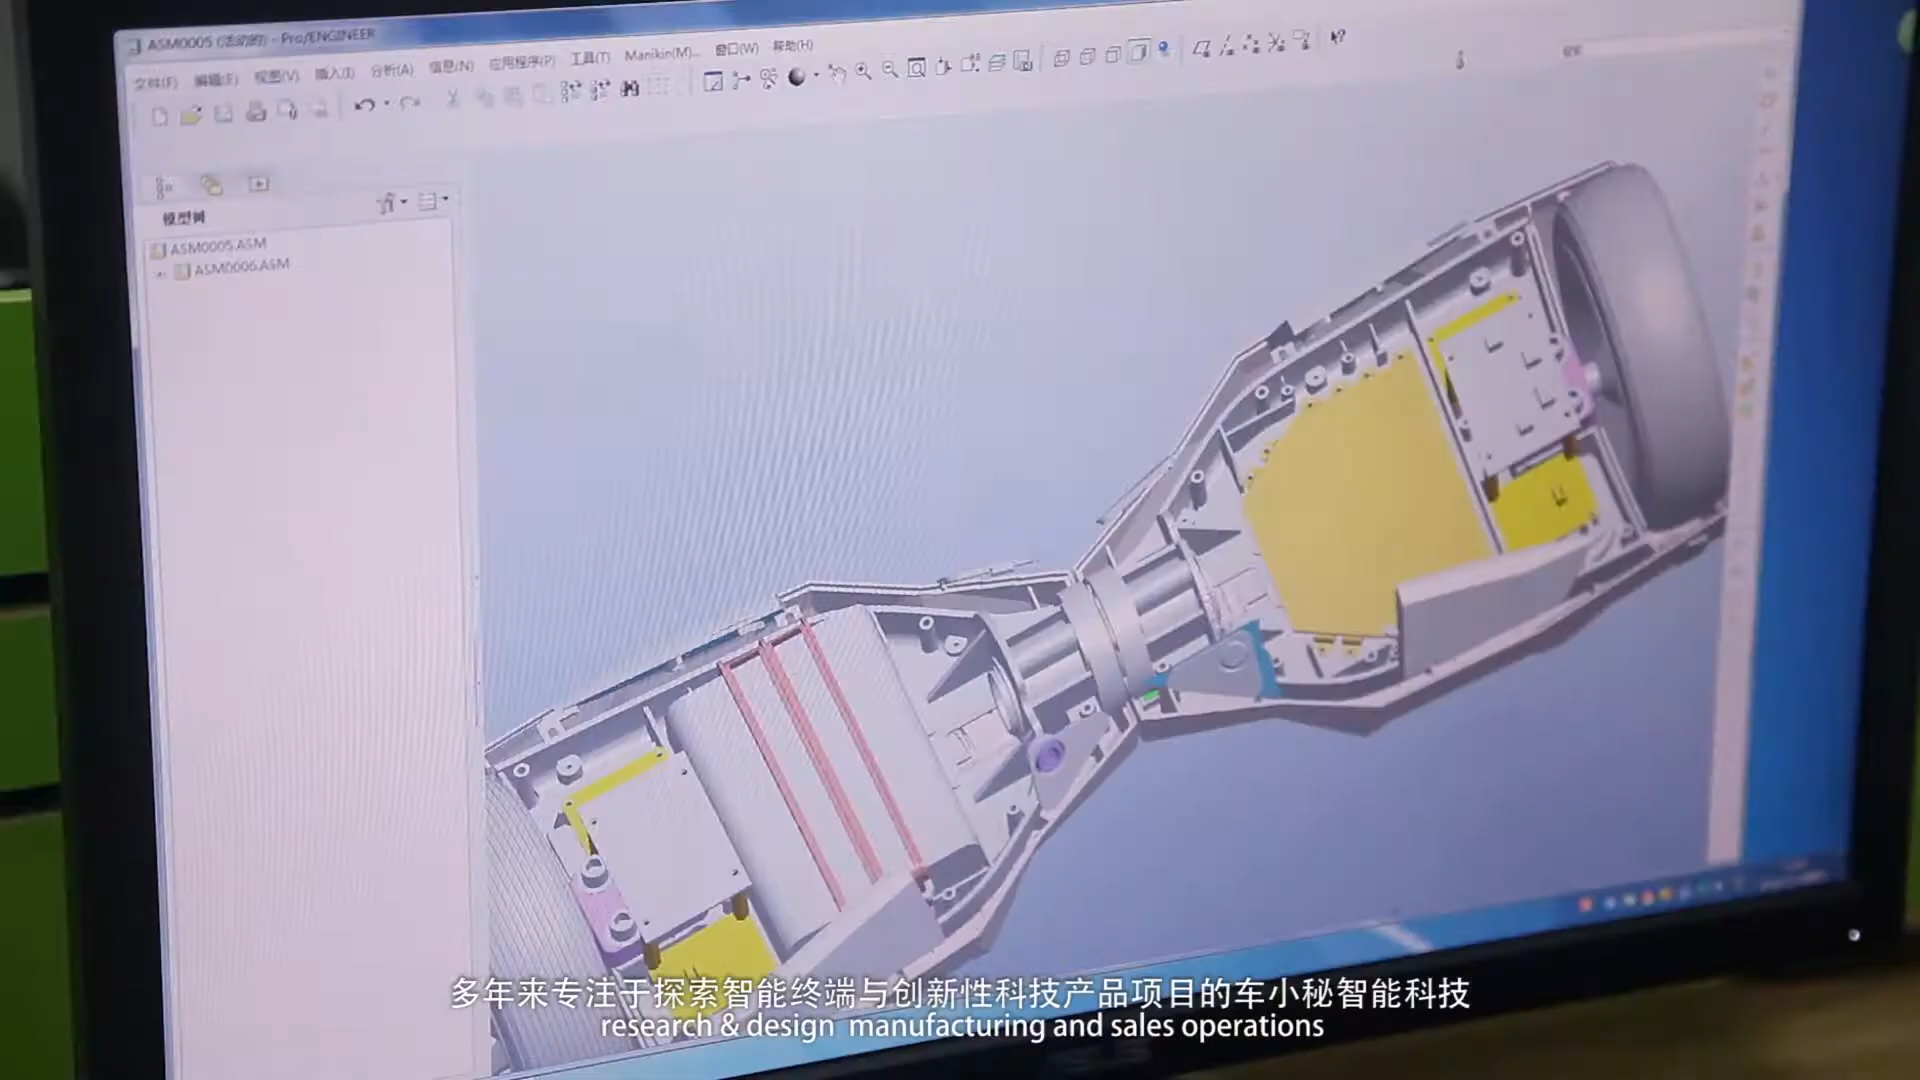 ASM0005 (活动的) - Pro/ENGINEER
文件(F) 编辑(E) 视图(V) 插入(I) 分析(A) 信息(N) 应用程序(P) 工具(T) Manikin(M)... 窗口(W) 帮助(H)
模型树
ASM0005.ASM
ASM0006.ASM
多年来专注于探索智能终端与创新性科技产品项目的车小秘智能科技
research & design manufacturing and sales operations